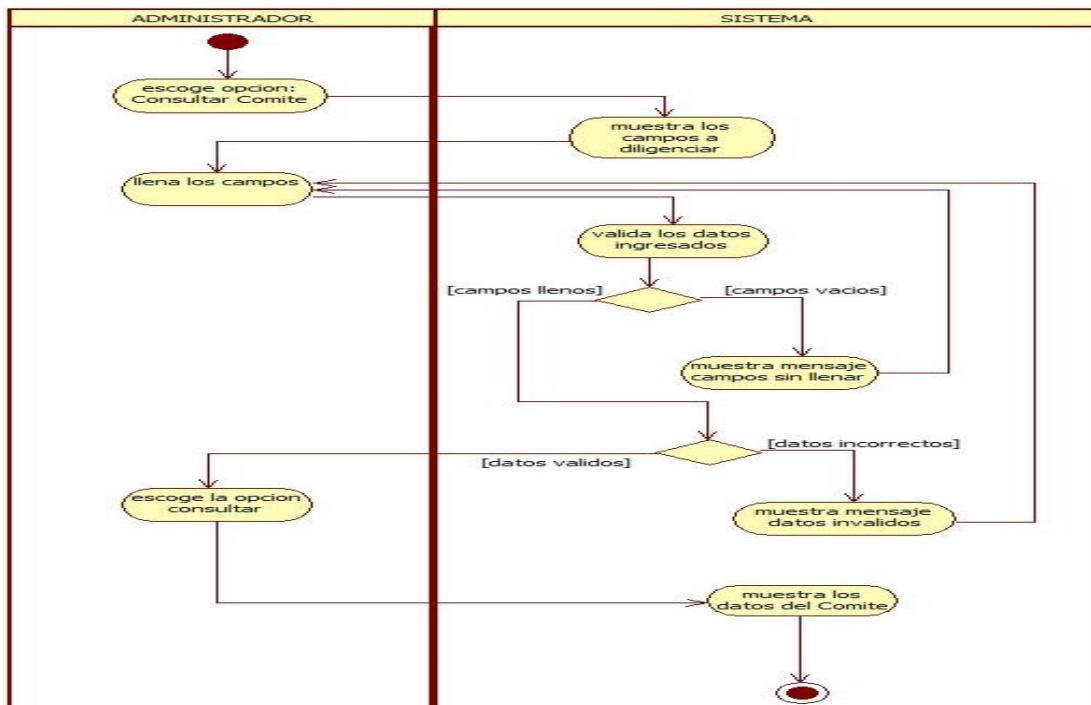 ADMINISTRADOR
SISTEMA
escoge opcion:
Consultar Comite
muestra los
campos a
diligenciar
llena los campos
valida los datos
ingresados
[campos llenos]
[campos vacios]
muestra mensaje
campos sin llenar
[datos incorrectos]
[datos validos]
escoge la opcion
consultar
muestra mensaje
datos invalidos
muestra los
datos del Comite